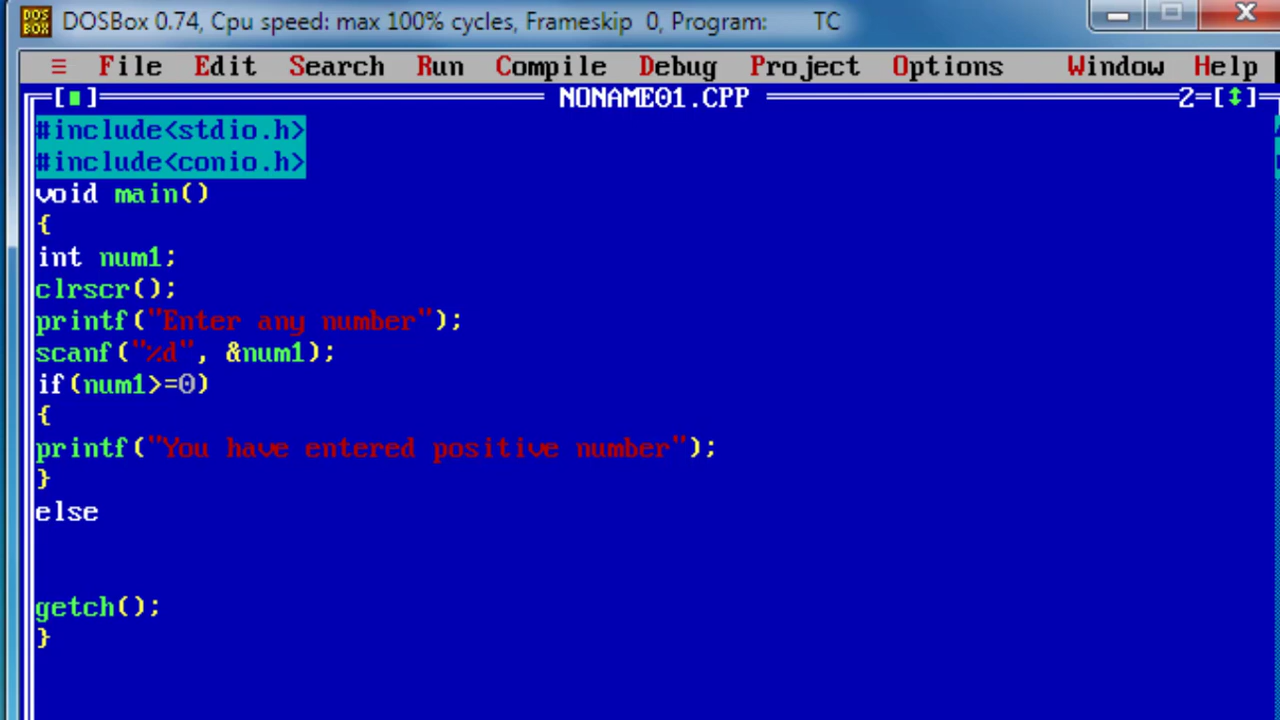 DOSBox 0.74, Cpu speed: max 100% cycles, Frameskip 0, Program: TC
≡ File Edit Search Run Compile Debug Project Options Window Help
[■] NONAME01.CPP 2=[↕]
#include<stdio.h>
#include<conio.h>
void main()
{
int num1;
clrscr();
printf("Enter any number");
scanf("%d", &num1);
if(num1>=0)
{
printf("You have entered positive number");
}
else
getch();
}